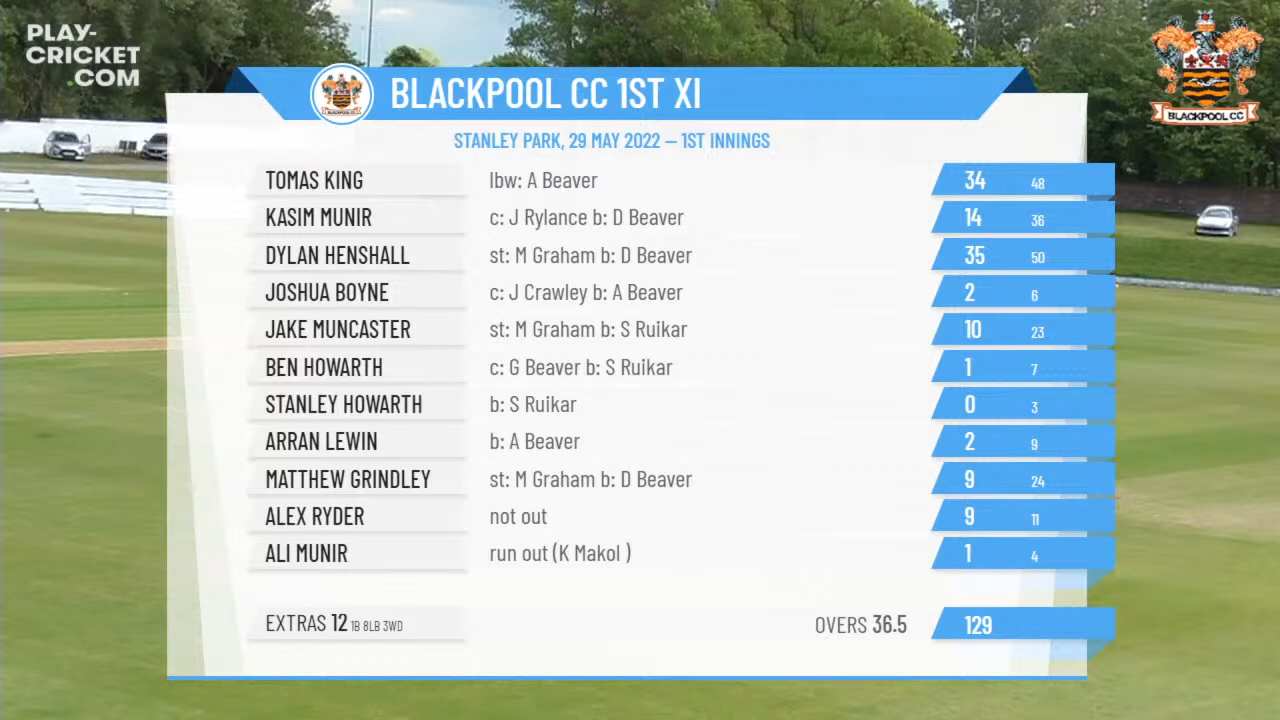 PLAY-
CRICKET
.COM
BLACKPOOL CC
BLACKPOOL CC 1ST XI
STANLEY PARK, 29 MAY 2022 – 1ST INNINGS
TOMAS KING lbw: A Beaver 34 48
KASIM MUNIR c: J Rylance b: D Beaver 14 36
DYLAN HENSHALL st: M Graham b: D Beaver 35 50
JOSHUA BOYNE c: J Crawley b: A Beaver 2 6
JAKE MUNCASTER st: M Graham b: S Ruikar 10 23
BEN HOWARTH c: G Beaver b: S Ruikar 1 7
STANLEY HOWARTH b: S Ruikar 0 3
ARRAN LEWIN b: A Beaver 2 9
MATTHEW GRINDLEY st: M Graham b: D Beaver 9 24
ALEX RYDER not out 9 11
ALI MUNIR run out (K Makol ) 1 4
EXTRAS 12 1B 8LB 3WD OVERS 36.5 129